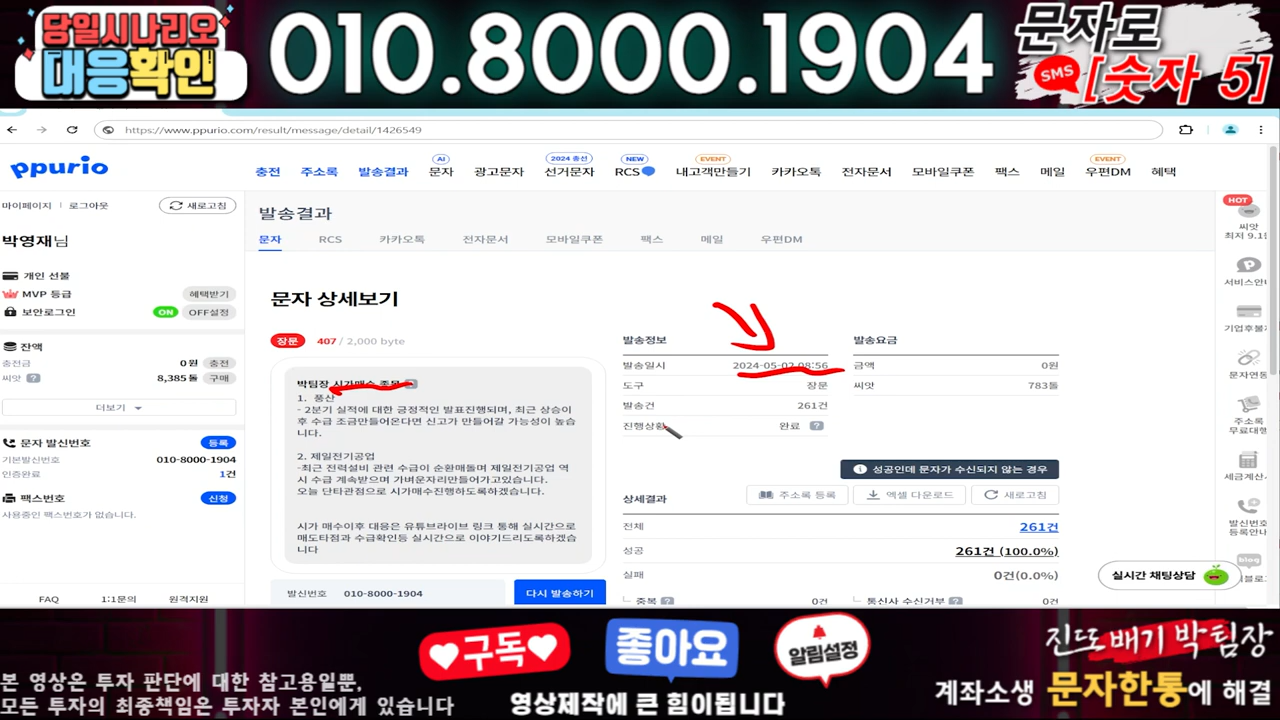 당일시나리오
대응확인
010.8000.1904
문자로
SMS [숫자 5]
https://www.ppurio.com/result/message/detail/1426549
ppurio
충전 주소록 발송결과 AI 문자 광고문자 2024 총선 선거문자 NEW RCS EVENT 내고객만들기 카카오톡 전자문서 모바일쿠폰 팩스 메일 EVENT 우편DM 혜택
마이페이지 로그아웃 새로고침
박영재님
개인 선불
MVP 등급 혜택받기
보안로그인 ON OFF설정
잔액
충전금 0원 충전
씨앗 ? 8,385톨 구매
더보기
문자 발신번호 등록
기본발신번호 010-8000-1904
인증완료 1건
팩스번호 신청
사용중인 팩스번호가 없습니다.
FAQ 1:1문의 원격지원
발송결과
문자 RCS 카카오톡 전자문서 모바일쿠폰 팩스 메일 우편DM
문자 상세보기
장문 407 / 2,000 byte
박팀장 시가매수 종목
1. 풍산
- 2분기 실적에 대한 긍정적인 발표진행되며, 최근 상승이
후 수급 조금만들어온다면 신고가 만들어갈 가능성이 높습
니다.
2. 제일전기공업
-최근 전력설비 관련 수급이 순환매돌며 제일전기공업 역
시 수급 계속받으며 가벼운자리만들어가고있습니다.
오늘 단타관점으로 시가매수진행하도록하겠습니다.
시가 매수이후 대응은 유튜브라이브 링크 통해 실시간으로
매도타점과 수급확인등 실시간으로 이야기드리도록하겠습
니다
발신번호 010-8000-1904 다시 발송하기
발송정보
발송일시 2024-05-02 08:56
도구 장문
발송건 261건
진행상황 완료 ?
발송요금
금액 0원
씨앗 783톨
성공인데 문자가 수신되지 않는 경우
상세결과 주소록 등록 엑셀 다운로드 새로고침
전체 261건
성공 261건 (100.0%)
실패 0건(0.0%)
중복 ? 0건 통신사 수신거부 ? 0건
HOT
씨앗
최저 9.1
서비스안
기업후불
문자연동
주소록
무료대행
세금계산
발신번호
등록안내
blog
블로
실시간 채팅상담
본 영상은 투자 판단에 대한 참고용일뿐,
모든 투자의 최종책임은 투자자 본인에게 있습니다
구독
좋아요
알림설정
영상제작에 큰 힘이됩니다
진또배기 박팀장
계좌소생 문자한통에 해결